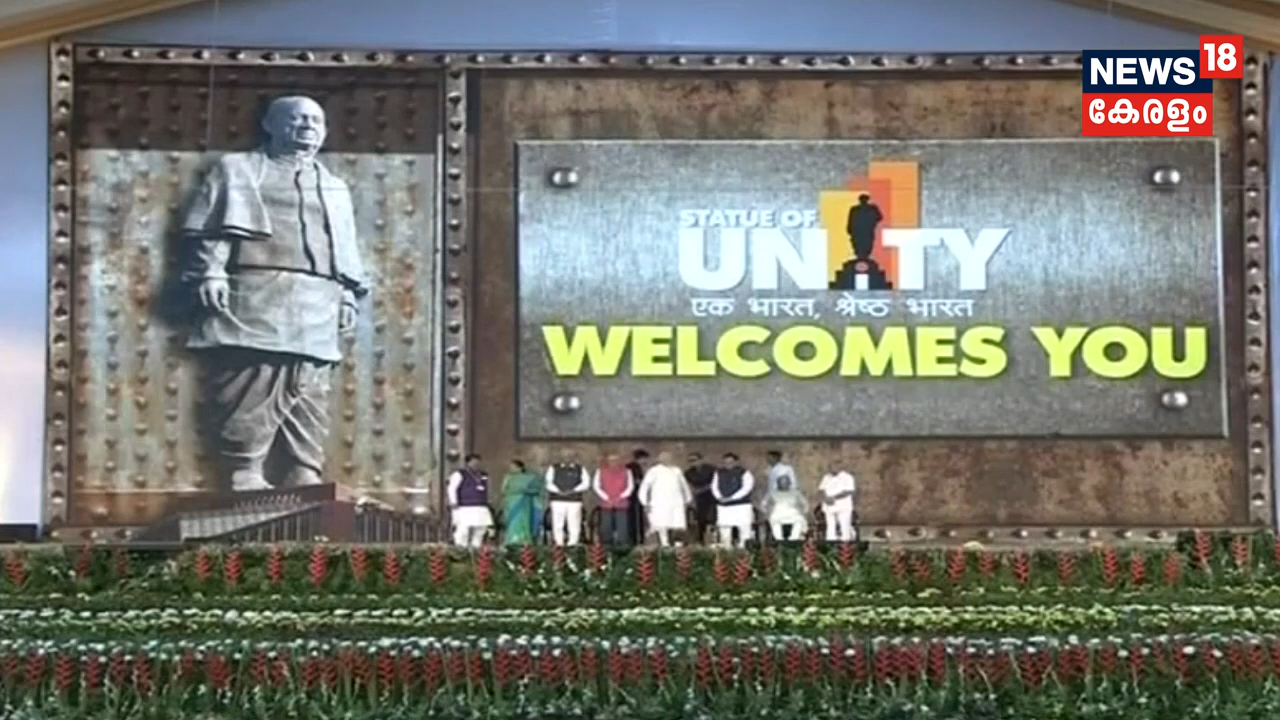 NEWS 18
കേരളം
STATUE OF
UNITY
एक भारत, श्रेष्ठ भारत
WELCOMES YOU